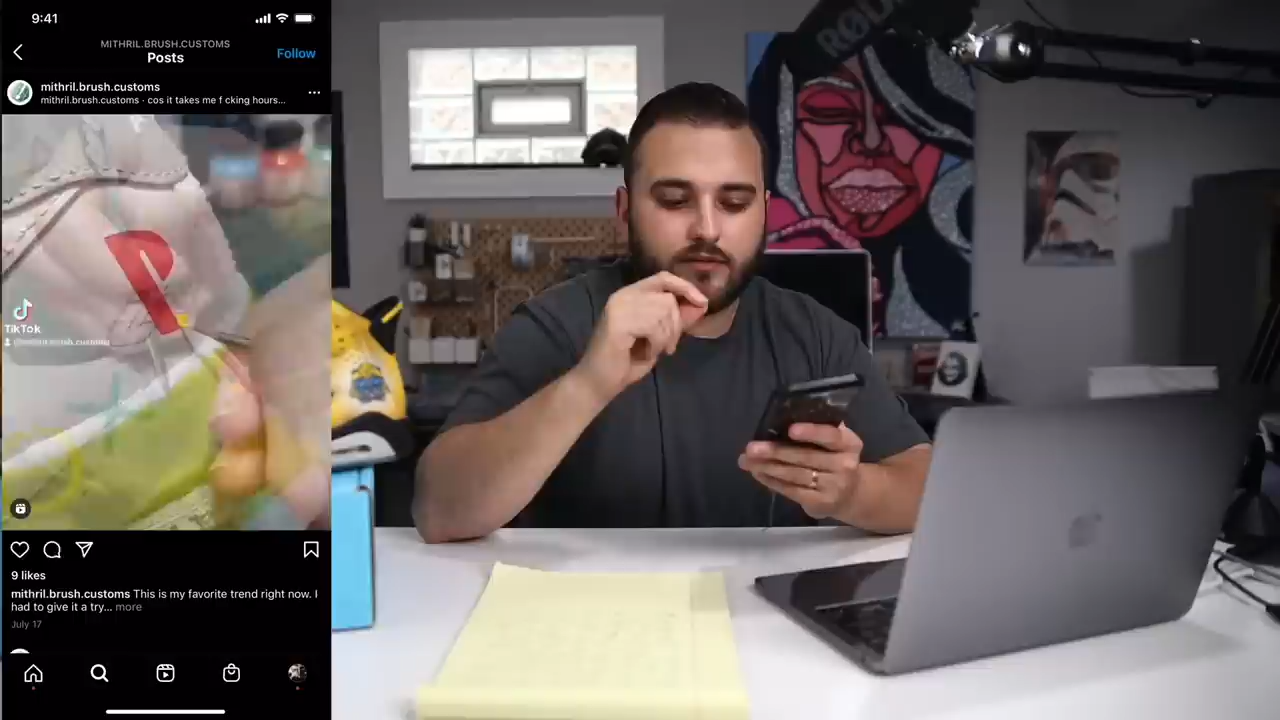 9:41
MITHRIL.BRUSH.CUSTOMS
Posts
Follow
mithril.brush.customs
mithril.brush.customs · cos it takes me f cking hours...
TikTok
9 likes
mithril.brush.customs This is my favorite trend right now. I
had to give it a try... more
July 17
RØDE